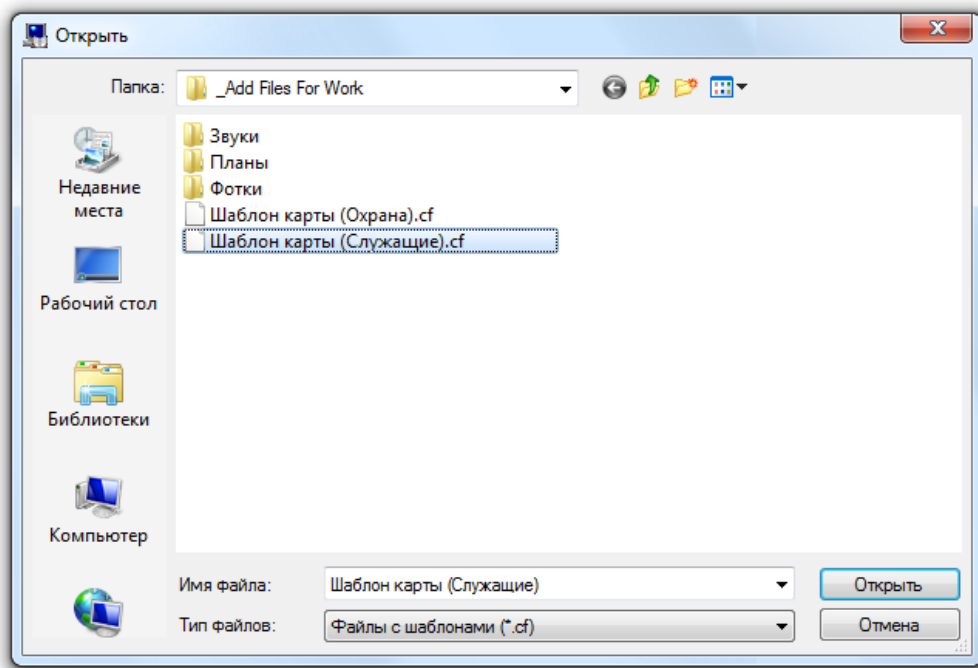 Открыть
Папка:
_Add Files For Work
Недавние
места
Рабочий стол
Библиотеки
Компьютер
Звуки
Планы
Фотки
Шаблон карты (Охрана).cf
Шаблон карты (Служащие).cf
Имя файла:
Шаблон карты (Служащие)
Открыть
Тип файлов:
Файлы с шаблонами (*.cf)
Отмена